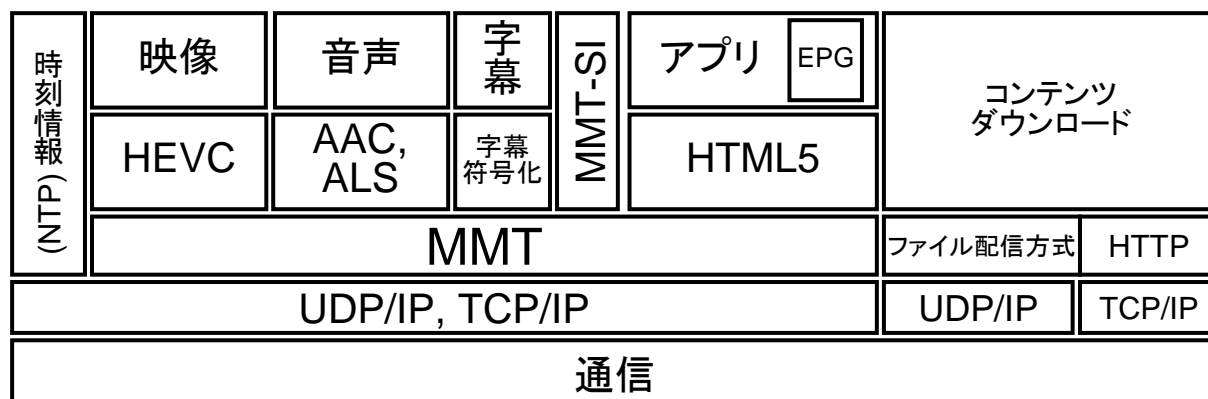 時刻情報(NTP)
映像
音声
字幕
MMT-SI
アプリ
EPG
コンテンツ
ダウンロード
HEVC
AAC,
ALS
字幕
符号化
HTML5
MMT
ファイル配信方式
HTTP
UDP/IP, TCP/IP
UDP/IP
TCP/IP
通信